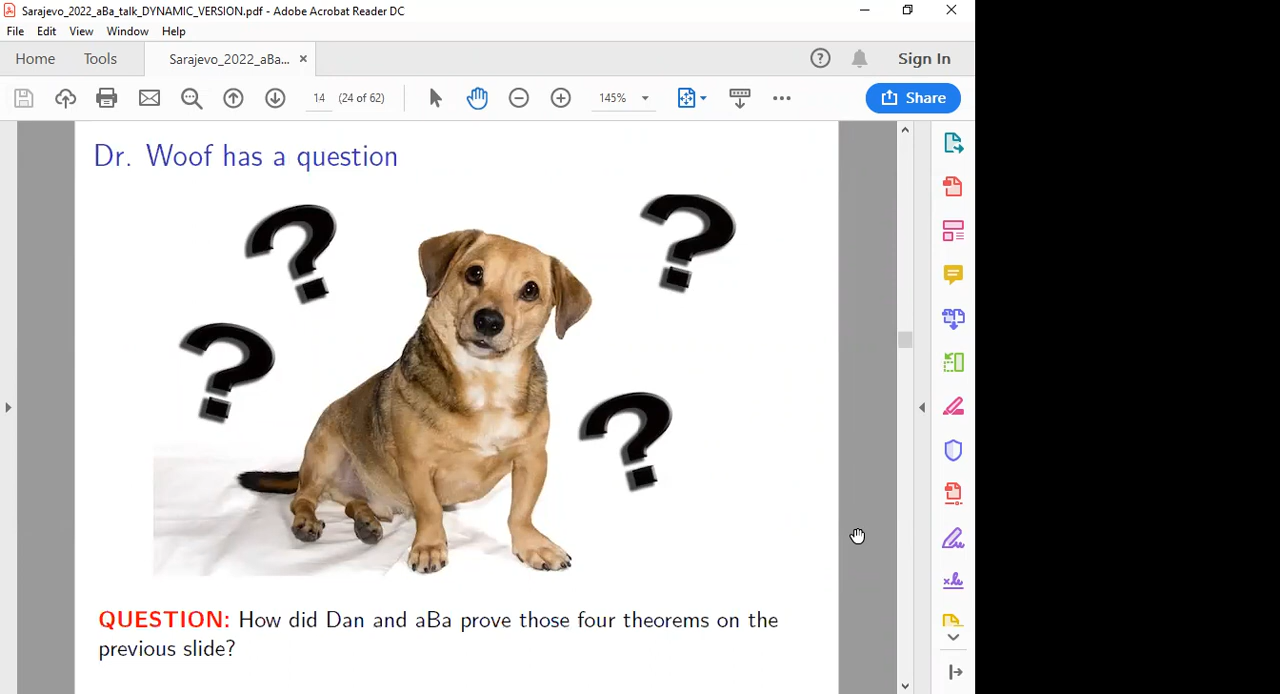 Sarajevo_2022_aBa_talk_DYNAMIC_VERSION.pdf - Adobe Acrobat Reader DC
File Edit View Window Help
Home Tools Sarajevo_2022_aBa... × Sign In
14 (24 of 62) 145% Share
Dr. Woof has a question
? ?
? ?
QUESTION: How did Dan and aBa prove those four theorems on the
previous slide?